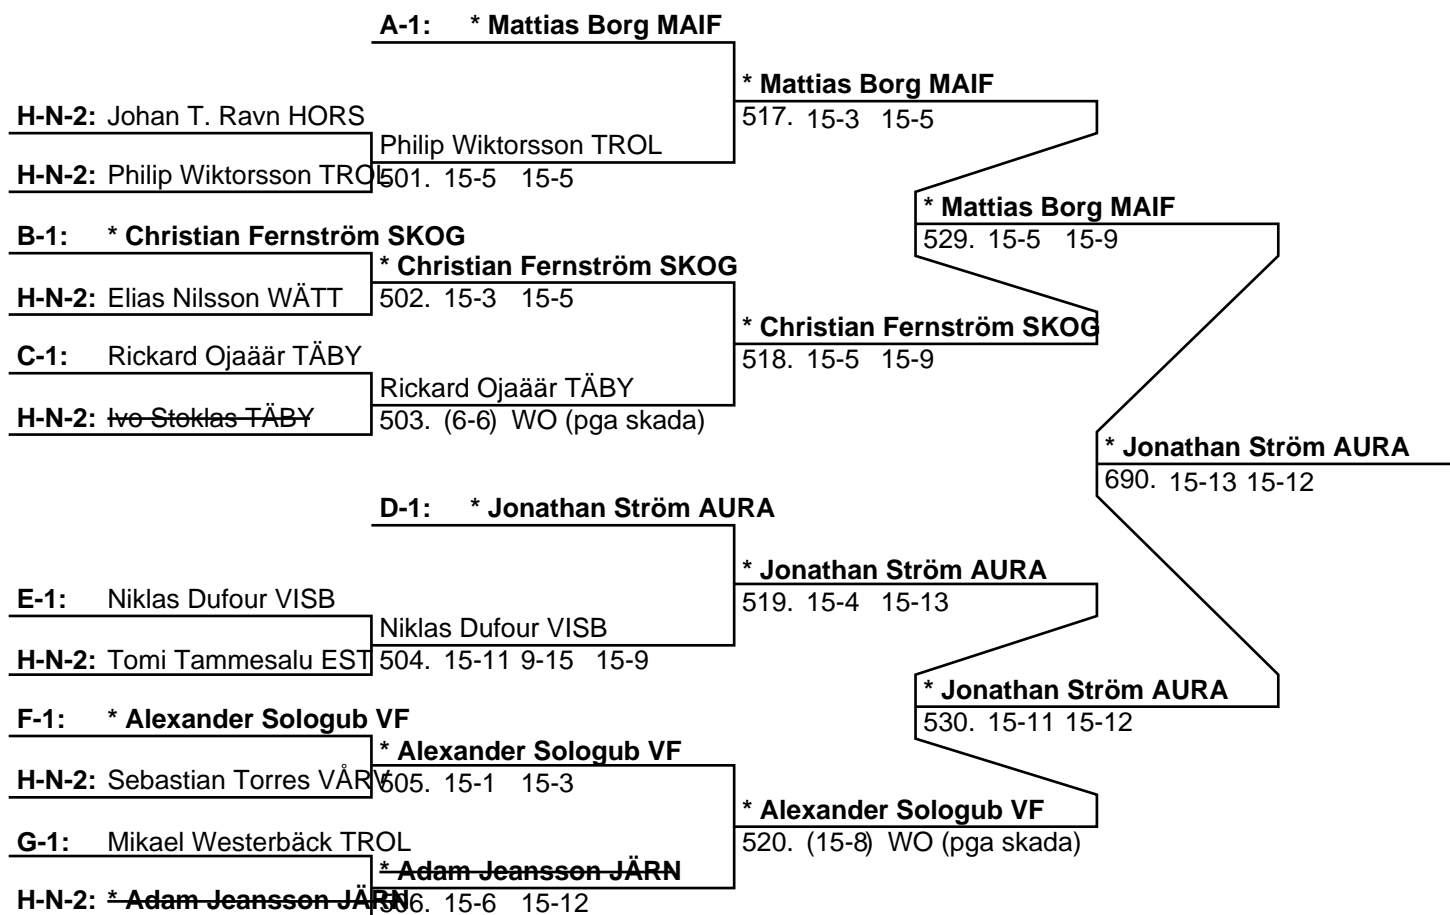 A-1: * Mattias Borg MAIF
* Mattias Borg MAIF
517. 15-3 15-5
H-N-2: Johan T. Ravn HORS
Philip Wiktorsson TROL
H-N-2: Philip Wiktorsson TROL
501. 15-5 15-5
* Mattias Borg MAIF
529. 15-5 15-9
B-1: * Christian Fernström SKOG
* Christian Fernström SKOG
H-N-2: Elias Nilsson WÄTT
502. 15-3 15-5
* Christian Fernström SKOG
518. 15-5 15-9
C-1: Rickard Ojaäär TÄBY
Rickard Ojaäär TÄBY
H-N-2: Ivo Stoklas TÄBY
503. (6-6) WO (pga skada)
* Jonathan Ström AURA
690. 15-13 15-12
D-1: * Jonathan Ström AURA
* Jonathan Ström AURA
519. 15-4 15-13
E-1: Niklas Dufour VISB
Niklas Dufour VISB
H-N-2: Tomi Tammesalu EST
504. 15-11 9-15 15-9
* Jonathan Ström AURA
530. 15-11 15-12
F-1: * Alexander Sologub VF
* Alexander Sologub VF
H-N-2: Sebastian Torres VÅRV
505. 15-1 15-3
* Alexander Sologub VF
520. (15-8) WO (pga skada)
G-1: Mikael Westerbäck TROL
* Adam Jeansson JÄRN
H-N-2: * Adam Jeansson JÄRN
506. 15-6 15-12